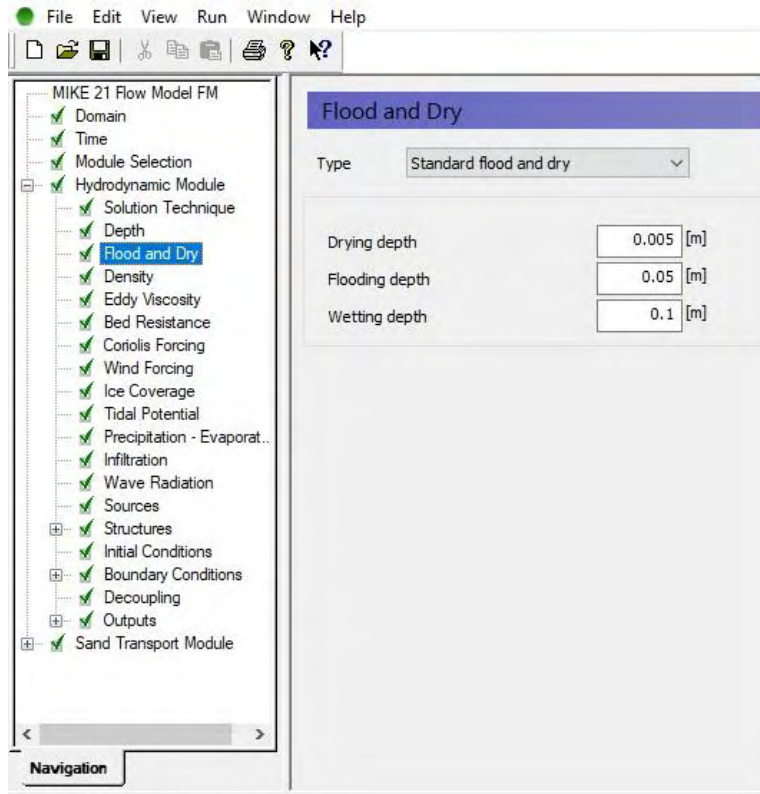 File Edit View Run Window Help
MIKE 21 Flow Model FM
Domain
Time
Module Selection
Hydrodynamic Module
Solution Technique
Depth
Flood and Dry
Density
Eddy Viscosity
Bed Resistance
Coriolis Forcing
Wind Forcing
Ice Coverage
Tidal Potential
Precipitation - Evaporat..
Infiltration
Wave Radiation
Sources
Structures
Initial Conditions
Boundary Conditions
Decoupling
Outputs
Sand Transport Module
Navigation
Flood and Dry
Type Standard flood and dry
Drying depth 0.005 [m]
Flooding depth 0.05 [m]
Wetting depth 0.1 [m]